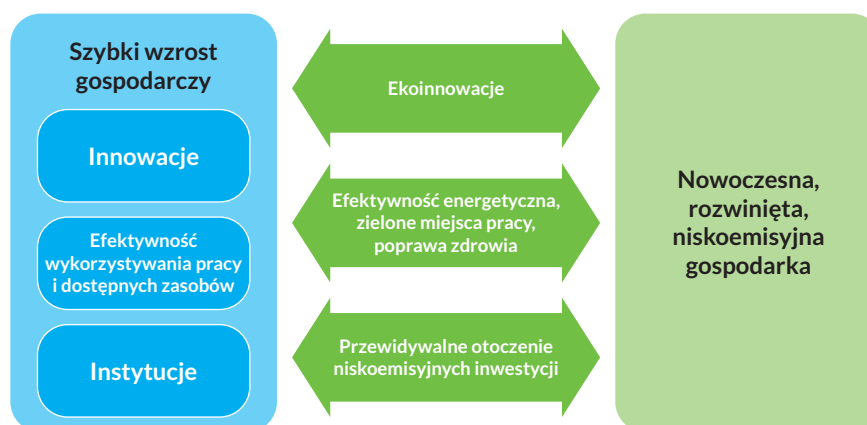 Szybki wzrost
gospodarczy
Innowacje
Efektywność
wykorzystywania pracy
i dostępnych zasobów
Instytucje
Ekoinnowacje
Efektywność energetyczna,
zielone miejsca pracy,
poprawa zdrowia
Przewidywalne otoczenie
niskoemisyjnych inwestycji
Nowoczesna,
rozwinięta,
niskoemisyjna
gospodarka